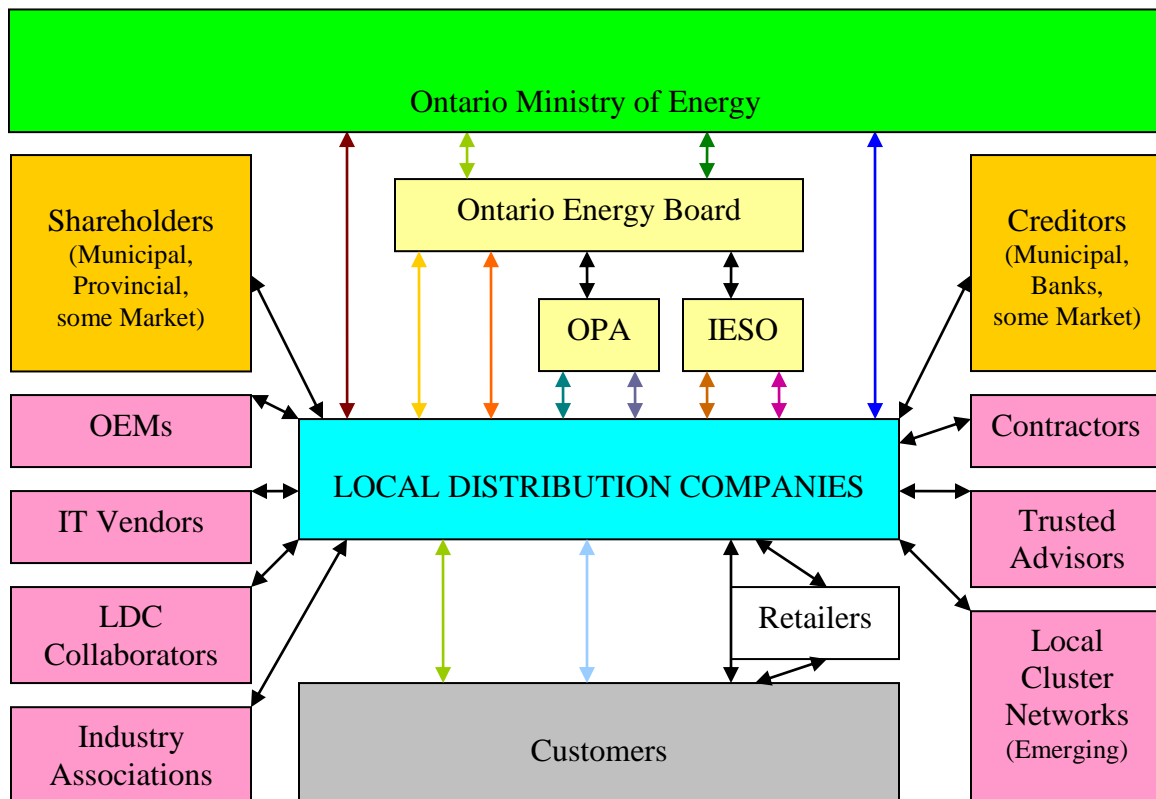 Ontario Ministry of Energy
Shareholders
(Municipal,
Provincial,
some Market)
Ontario Energy Board
Creditors
(Municipal,
Banks,
some Market)
OPA
IESO
OEMs
Contractors
LOCAL DISTRIBUTION COMPANIES
IT Vendors
Trusted
Advisors
LDC
Collaborators
Retailers
Local
Cluster
Networks
(Emerging)
Industry
Associations
Customers